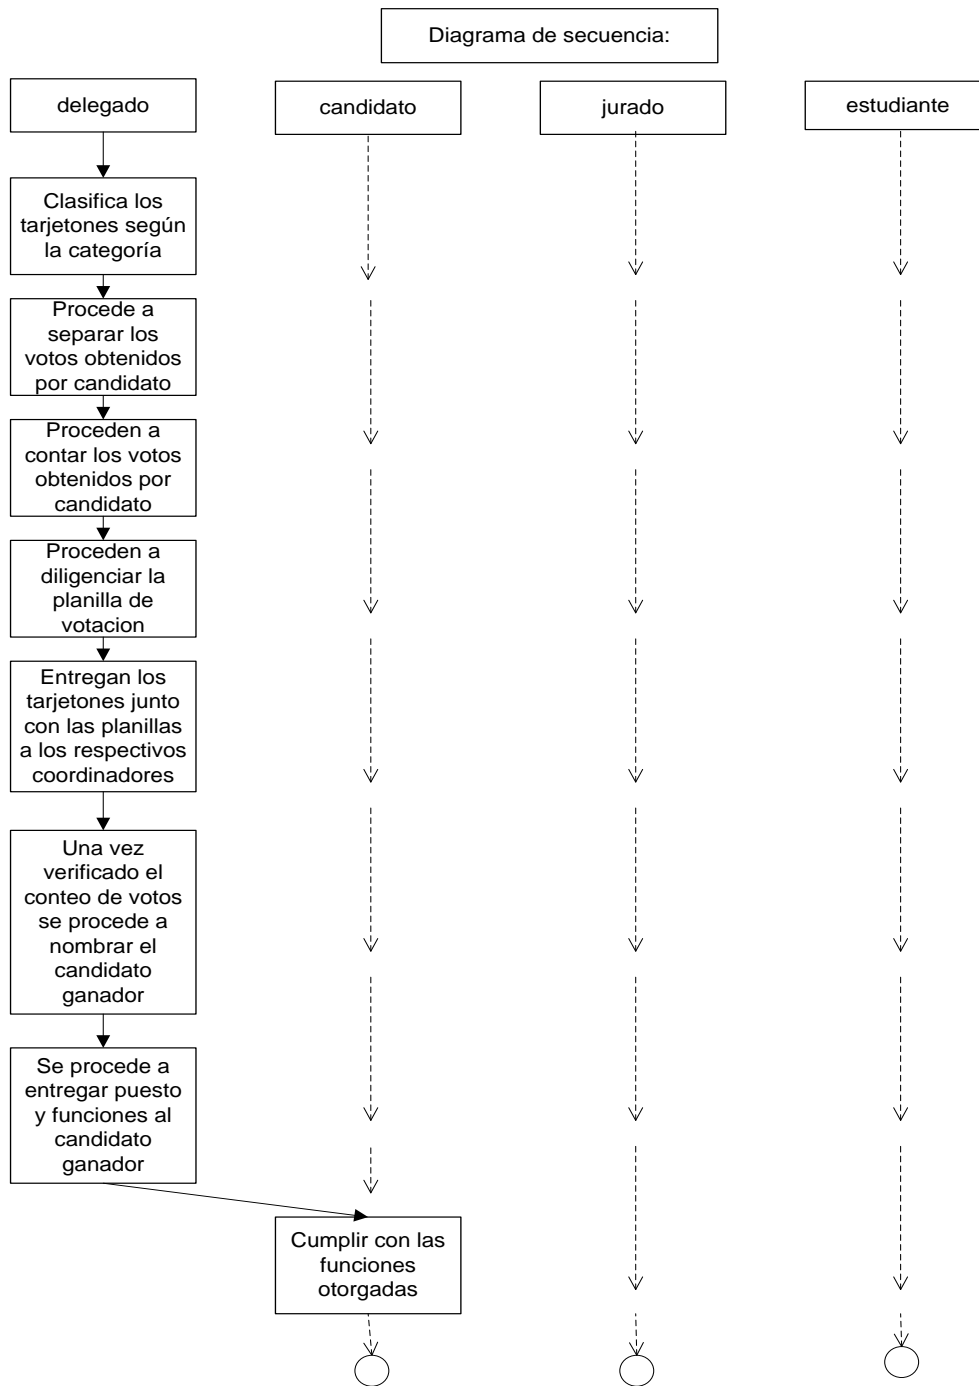 Diagrama de secuencia:
delegado
candidato
jurado
estudiante
Clasifica los
tarjetones según
la categoría
Procede a
separar los
votos obtenidos
por candidato
Proceden a
contar los votos
obtenidos por
candidato
Proceden a
diligenciar la
planilla de
votacion
Entregan los
tarjetones junto
con las planillas
a los respectivos
coordinadores
Una vez
verificado el
conteo de votos
se procede a
nombrar el
candidato
ganador
Se procede a
entregar puesto
y funciones al
candidato
ganador
Cumplir con las
funciones
otorgadas